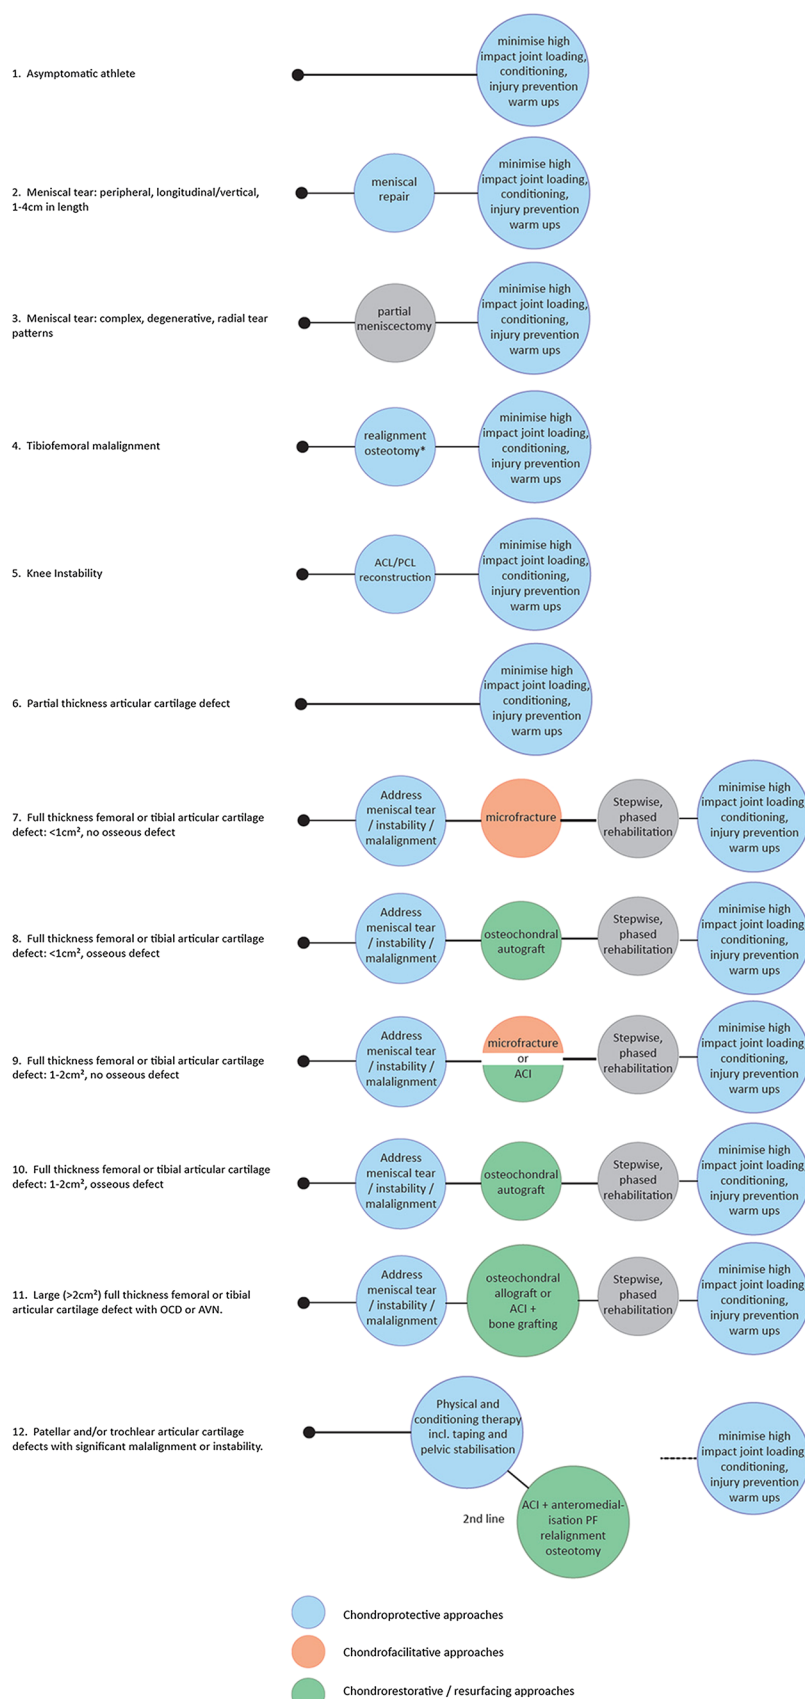 minimise high
impact joint loading,
conditioning,
injury prevention
warm ups
1. Asymptomatic athlete
2. Meniscal tear: peripheral, longitudinal/vertical,
1-4cm in length
meniscal
repair
minimise high
impact joint loading,
conditioning,
injury prevention
warm ups
3. Meniscal tear: complex, degenerative, radial tear
patterns
partial
meniscectomy
minimise high
impact joint loading,
conditioning,
injury prevention
warm ups
4. Tibiofemoral malalignment
realignment
osteotomy*
minimise high
impact joint loading,
conditioning,
injury prevention
warm ups
5. Knee Instability
ACL/PCL
reconstruction
minimise high
impact joint loading,
conditioning,
injury prevention
warm ups
6. Partial thickness articular cartilage defect
minimise high
impact joint loading,
conditioning,
injury prevention
warm ups
7. Full thickness femoral or tibial articular cartilage
defect: <1cm², no osseous defect
Address
meniscal tear
/ instability /
malalignment
microfracture
Stepwise,
phased
rehabilitation
minimise high
impact joint loading,
conditioning,
injury prevention
warm ups
8. Full thickness femoral or tibial articular cartilage
defect: <1cm², osseous defect
Address
meniscal tear
/ instability /
malalignment
osteochondral
autograft
Stepwise,
phased
rehabilitation
minimise high
impact joint loading,
conditioning,
injury prevention
warm ups
9. Full thickness femoral or tibial articular cartilage
defect: 1-2cm², no osseous defect
Address
meniscal tear
/ instability /
malalignment
microfracture
or
ACI
Stepwise,
phased
rehabilitation
minimise high
impact joint loading,
conditioning,
injury prevention
warm ups
10. Full thickness femoral or tibial articular cartilage
defect: 1-2cm², osseous defect
Address
meniscal tear
/ instability /
malalignment
osteochondral
autograft
Stepwise,
phased
rehabilitation
minimise high
impact joint loading,
conditioning,
injury prevention
warm ups
11. Large (>2cm²) full thickness femoral or tibial
articular cartilage defect with OCD or AVN.
Address
meniscal tear
/ instability /
malalignment
osteochondral
allograft or
ACI +
bone grafting
Stepwise,
phased
rehabilitation
minimise high
impact joint loading,
conditioning,
injury prevention
warm ups
12. Patellar and/or trochlear articular cartilage
defects with significant malalignment or instability.
Physical and
conditioning therapy
incl. taping and
pelvic stabilisation
minimise high
impact joint loading,
conditioning,
injury prevention
warm ups
2nd line
ACI + anteromedial-
isation PF
relalignment
osteotomy
Chondroprotective approaches
Chondrofacilitative approaches
Chondrorestorative / resurfacing approaches